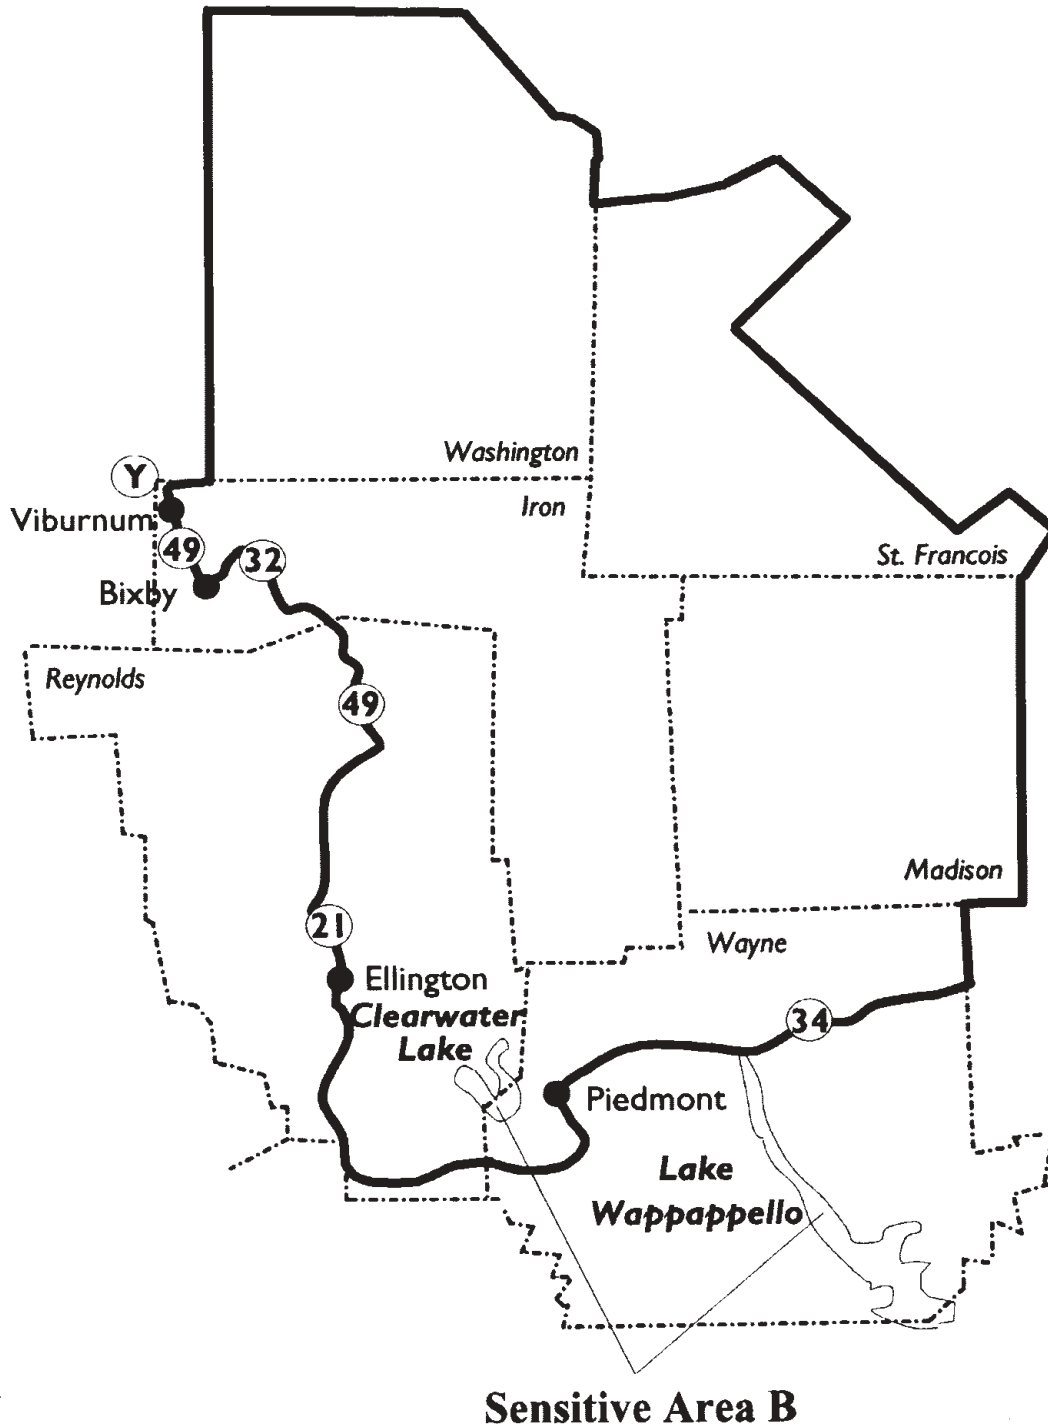 Washington
Y
Iron
Viburnum
49
32
St. Francois
Bixby
Reynolds
49
Madison
21
Wayne
Ellington
Clearwater
Lake
34
Piedmont
Lake
Wappappello
Sensitive Area B